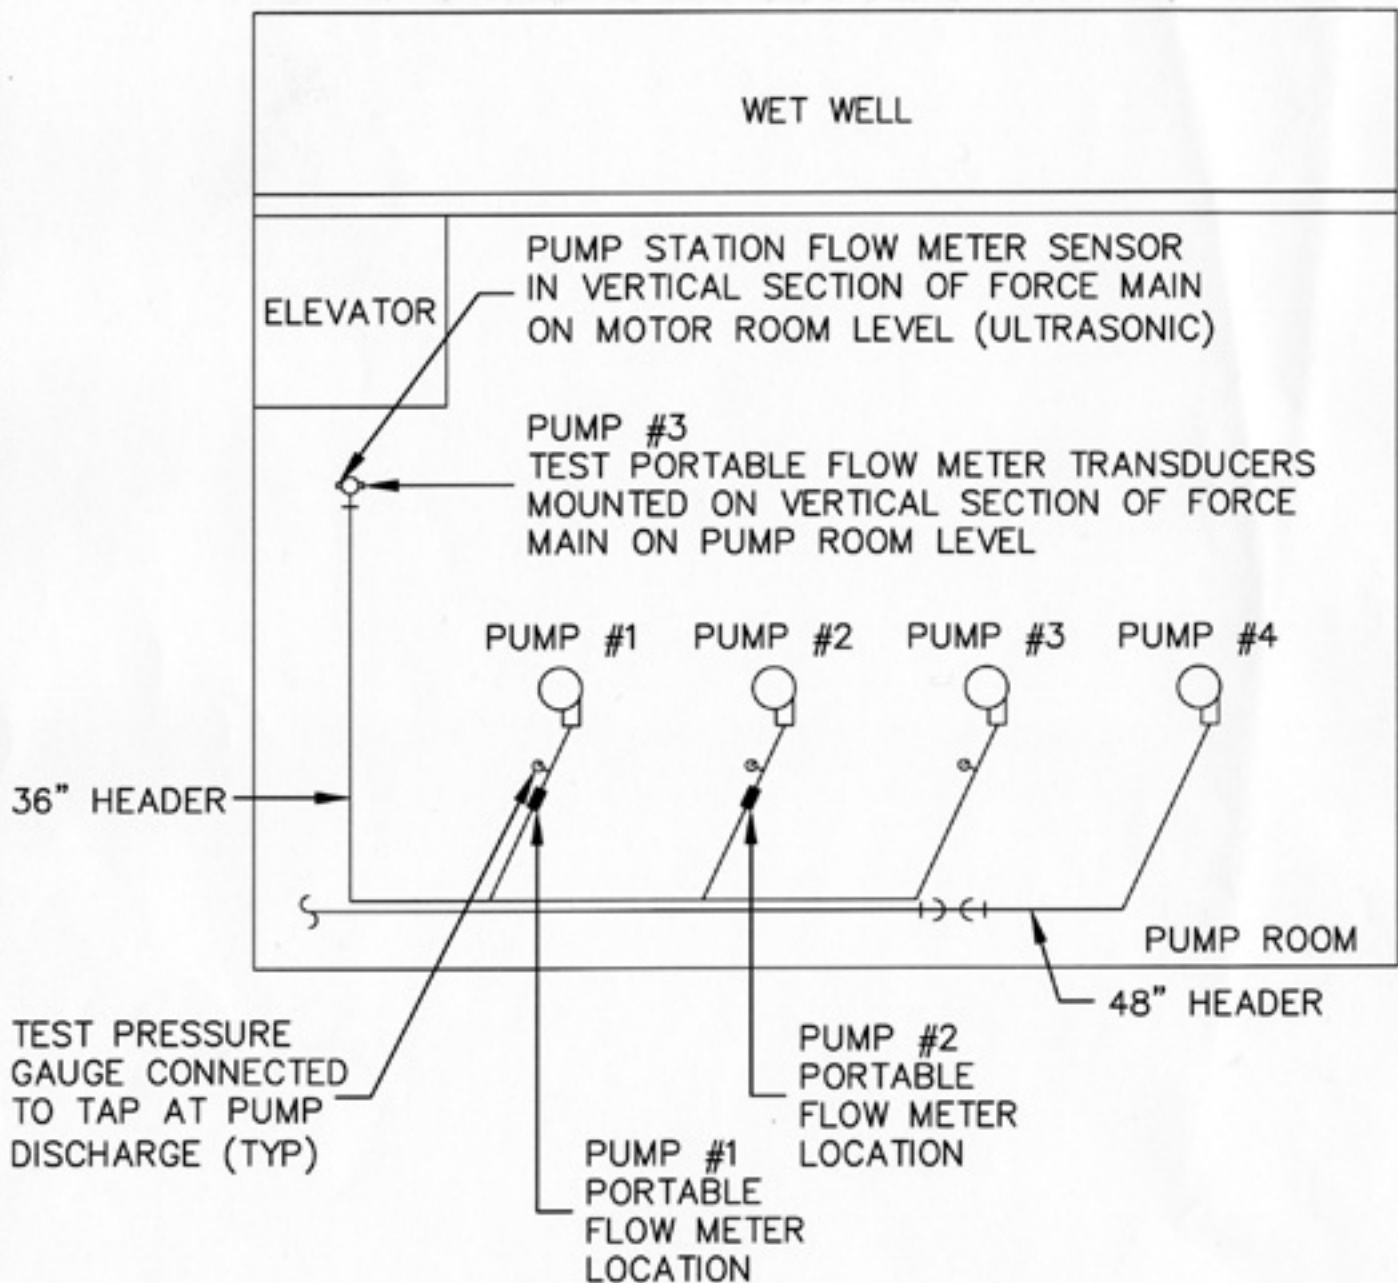 WET WELL
PUMP STATION FLOW METER SENSOR
IN VERTICAL SECTION OF FORCE MAIN
ON MOTOR ROOM LEVEL (ULTRASONIC)
ELEVATOR
PUMP #3
TEST PORTABLE FLOW METER TRANSDUCERS
MOUNTED ON VERTICAL SECTION OF FORCE
MAIN ON PUMP ROOM LEVEL
PUMP #1
PUMP #2
PUMP #3
PUMP #4
36" HEADER
PUMP ROOM
48" HEADER
TEST PRESSURE
GAUGE CONNECTED
TO TAP AT PUMP
DISCHARGE (TYP)
PUMP #2
PORTABLE
FLOW METER
LOCATION
PUMP #1
PORTABLE
FLOW METER
LOCATION